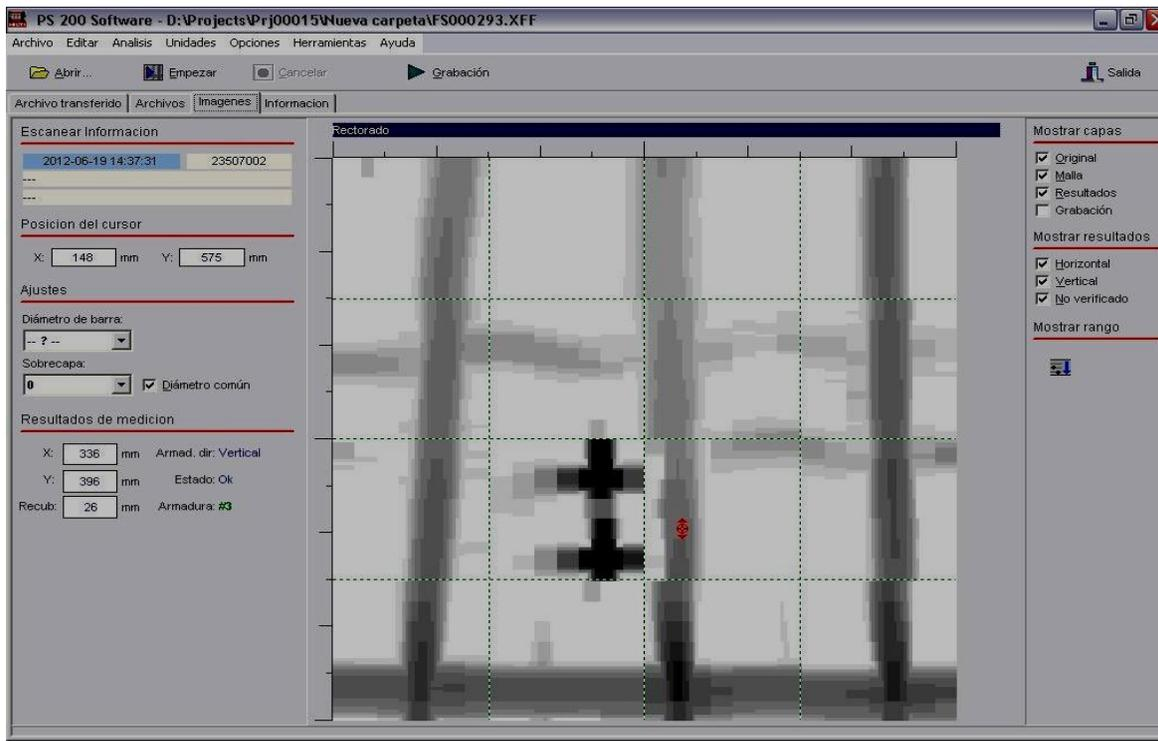 PS 200 Software - D:\Projects\Prj00015\Nueva carpeta\FS000293.XFF
Archivo Editar Analisis Unidades Opciones Herramientas Ayuda
Abrir... Empezar Cancelar Grabación Salida
Archivo transferido Archivos Imagenes Informacion
Escanear Informacion
2012-06-19 14:37:31 23507002
---
---
Posicion del cursor
X: 148 mm Y: 575 mm
Ajustes
Diámetro de barra:
-- ? --
Sobrecapa:
0 Diámetro común
Resultados de medicion
X: 336 mm Armad. dir: Vertical
Y: 396 mm Estado: Ok
Recub: 26 mm Armadura: #3
Rectorado
Mostrar capas
Original
Malla
Resultados
Grabación
Mostrar resultados
Horizontal
Vertical
No verificado
Mostrar rango